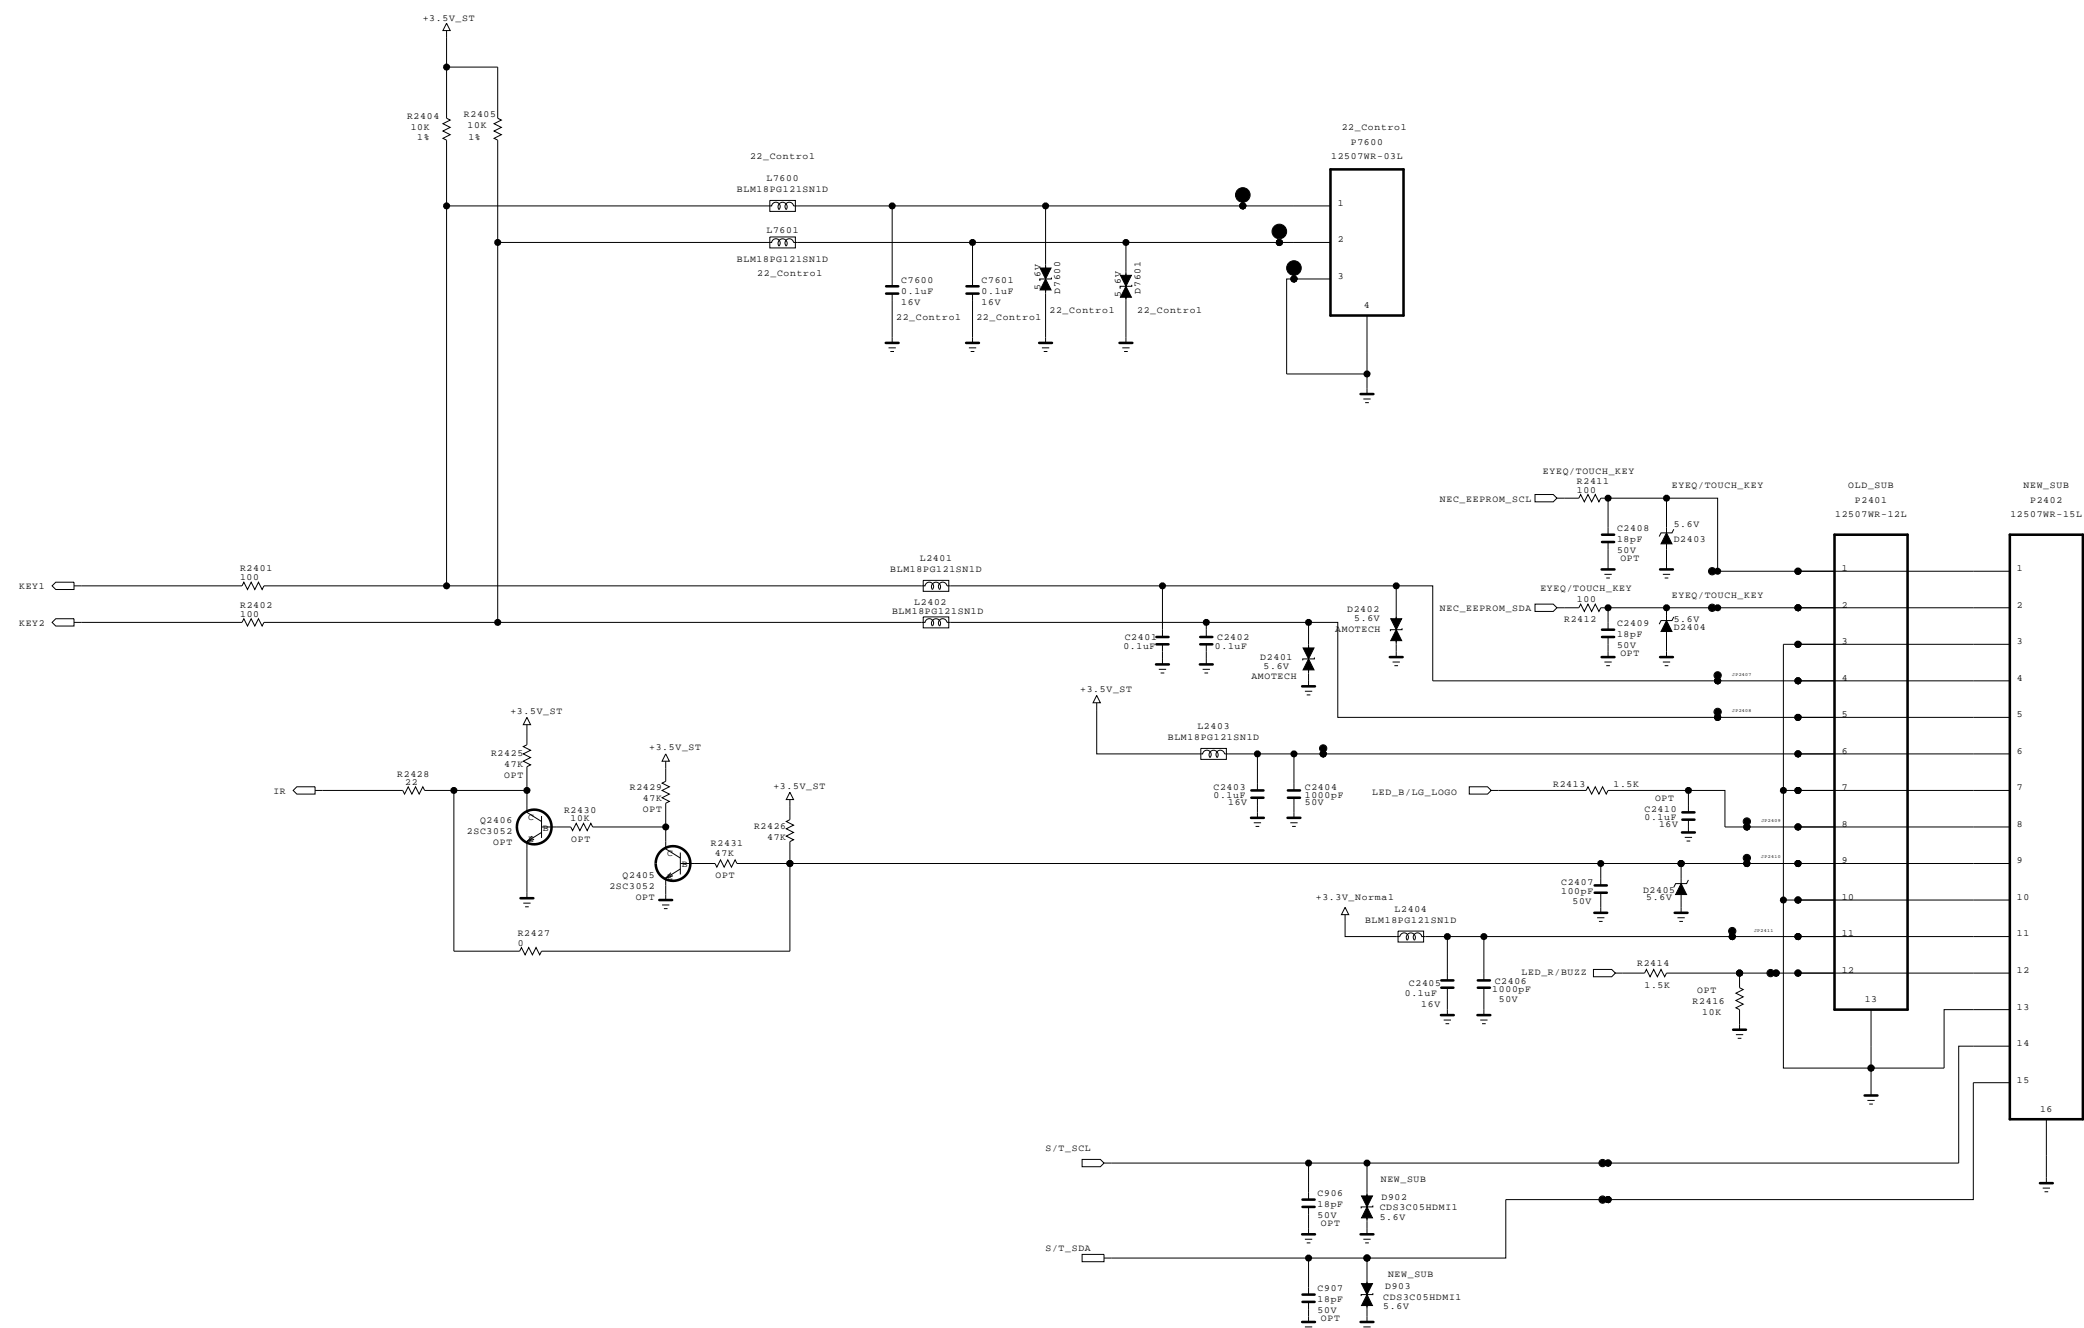 +3.5V_ST
R2404
10K
1%
R2405
10K
1%
22_Control
L7600
BLM18PG121SN1D
L7601
BLM18PG121SN1D
22_Control
C7600
0.1uF
16V
22_Control
C7601
0.1uF
16V
22_Control
5.6V
D7600
22_Control
5.6V
D7601
22_Control
22_Control
P7600
12507WR-03L
1
2
3
4
KEY1
R2401
100
KEY2
R2402
100
L2401
BLM18PG121SN1D
L2402
BLM18PG121SN1D
C2401
0.1uF
C2402
0.1uF
D2401
5.6V
AMOTECH
D2402
5.6V
AMOTECH
EYEQ/TOUCH_KEY
R2411
100
NEC_EEPROM_SCL
EYEQ/TOUCH_KEY
C2408
18pF
50V
OPT
5.6V
D2403
EYEQ/TOUCH_KEY
100
R2412
NEC_EEPROM_SDA
EYEQ/TOUCH_KEY
C2409
18pF
50V
OPT
5.6V
D2404
OLD_SUB
P2401
12507WR-12L
1
2
3
4
5
6
7
8
9
10
11
12
13
NEW_SUB
P2402
12507WR-15L
1
2
3
4
5
6
7
8
9
10
11
12
13
14
15
16
JP2407
JP2408
JP2409
JP2410
JP2411
+3.5V_ST
L2403
BLM18PG121SN1D
C2403
0.1uF
16V
C2404
1000pF
50V
LED_B/LG_LOGO
R2413
1.5K
OPT
C2410
0.1uF
16V
IR
R2428
22
+3.5V_ST
R2425
47K
OPT
Q2406
2SC3052
OPT
C
B
E
R2430
10K
OPT
+3.5V_ST
R2429
47K
OPT
Q2405
2SC3052
OPT
C
B
E
R2431
47K
OPT
+3.5V_ST
R2426
47K
R2427
0
C2407
100pF
50V
D2405
5.6V
+3.3V_Normal
L2404
BLM18PG121SN1D
C2405
0.1uF
16V
C2406
1000pF
50V
LED_R/BUZZ
R2414
1.5K
OPT
R2416
10K
S/T_SCL
C906
18pF
50V
OPT
NEW_SUB
D902
CDS3C05HDMI1
5.6V
S/T_SDA
C907
18pF
50V
OPT
NEW_SUB
D903
CDS3C05HDMI1
5.6V